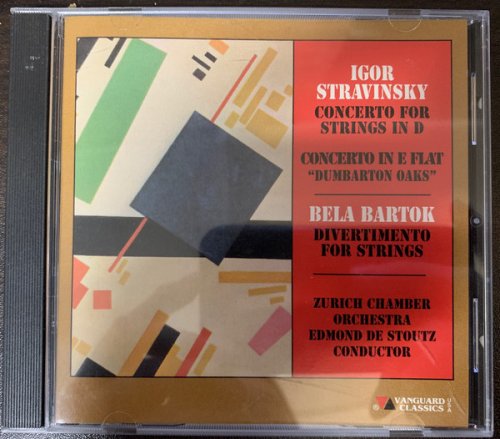 IGOR
STRAVINSKY
CONCERTO FOR
STRINGS IN D
CONCERTO IN E FLAT
"DUMBARTON OAKS"
BELA BARTOK
DIVERTIMENTO
FOR STRINGS
ZURICH CHAMBER
ORCHESTRA
EDMOND DE STOUTZ
CONDUCTOR
® VANGUARD
CLASSICS
USA